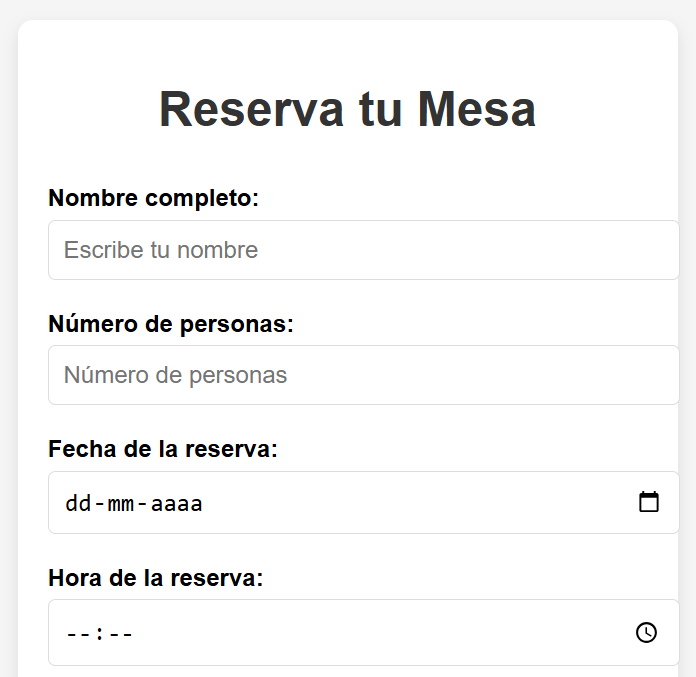 Reserva tu Mesa
Nombre completo:
Escribe tu nombre
Número de personas:
Número de personas
Fecha de la reserva:
dd-mm-aaaa
Hora de la reserva:
--:--